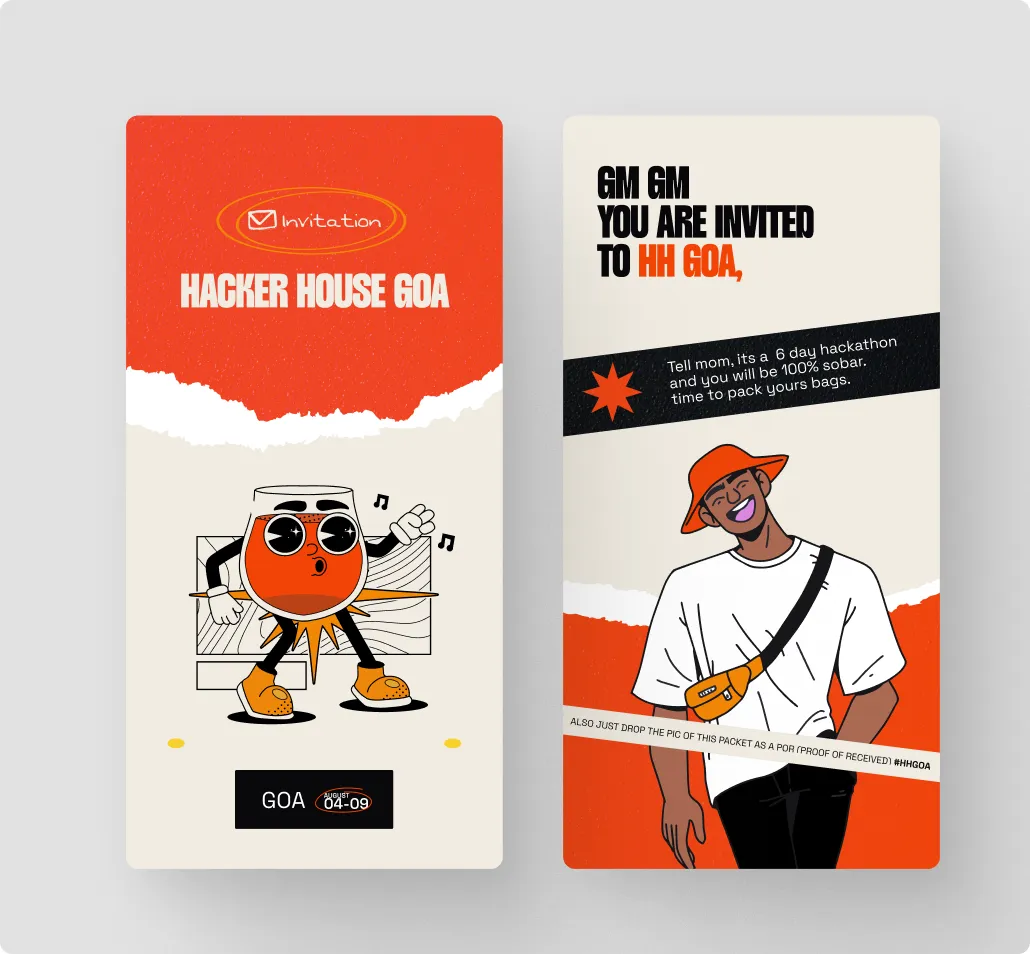 Invitation
HACKER HOUSE GOA
GOA
AUGUST
04-09
GM GM
YOU ARE INVITED
TO HH GOA,
Tell mom, its a 6 day hackathon
and you will be 100% sobar.
time to pack yours bags.
ALSO JUST DROP THE PIC OF THIS PACKET AS A POR (PROOF OF RECEIVED) #HHGOA